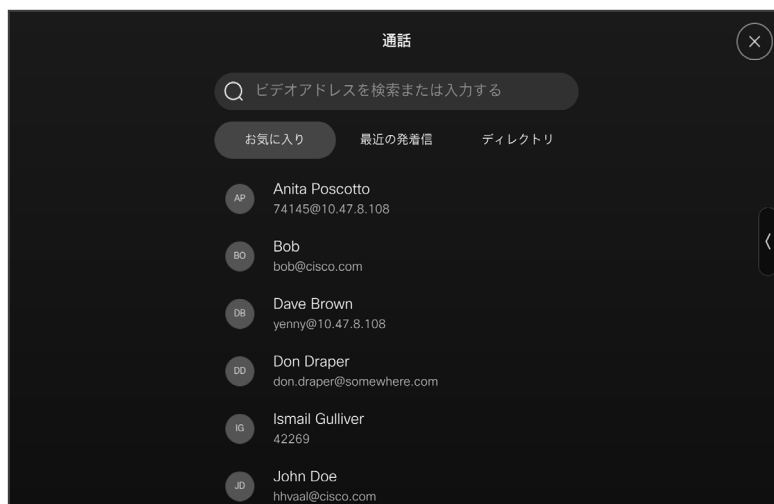 通話
ビデオアドレスを検索または入力する
お気に入り 最近の発着信 ディレクトリ
AP Anita Poscotto
74145@10.47.8.108
BO Bob
bob@cisco.com
DB Dave Brown
yenny@10.47.8.108
DD Don Draper
don.draper@somewhere.com
IG Ismail Gulliver
42269
JD John Doe
hhvaal@cisco.com